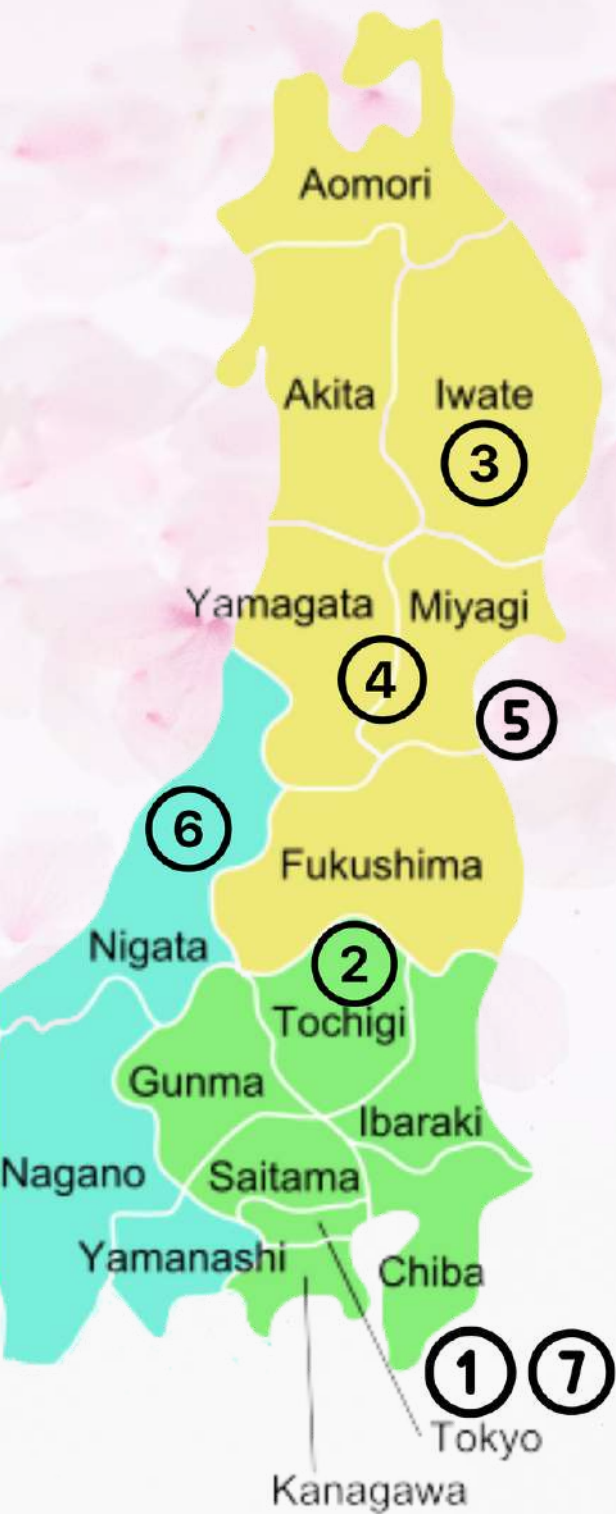 Aomori
Akita
Iwate
3
Yamagata
Miyagi
4
5
6
Fukushima
Nigata
2
Tochigi
Gunma
Ibaraki
Nagano
Saitama
Yamanashi
Chiba
1
7
Tokyo
Kanagawa